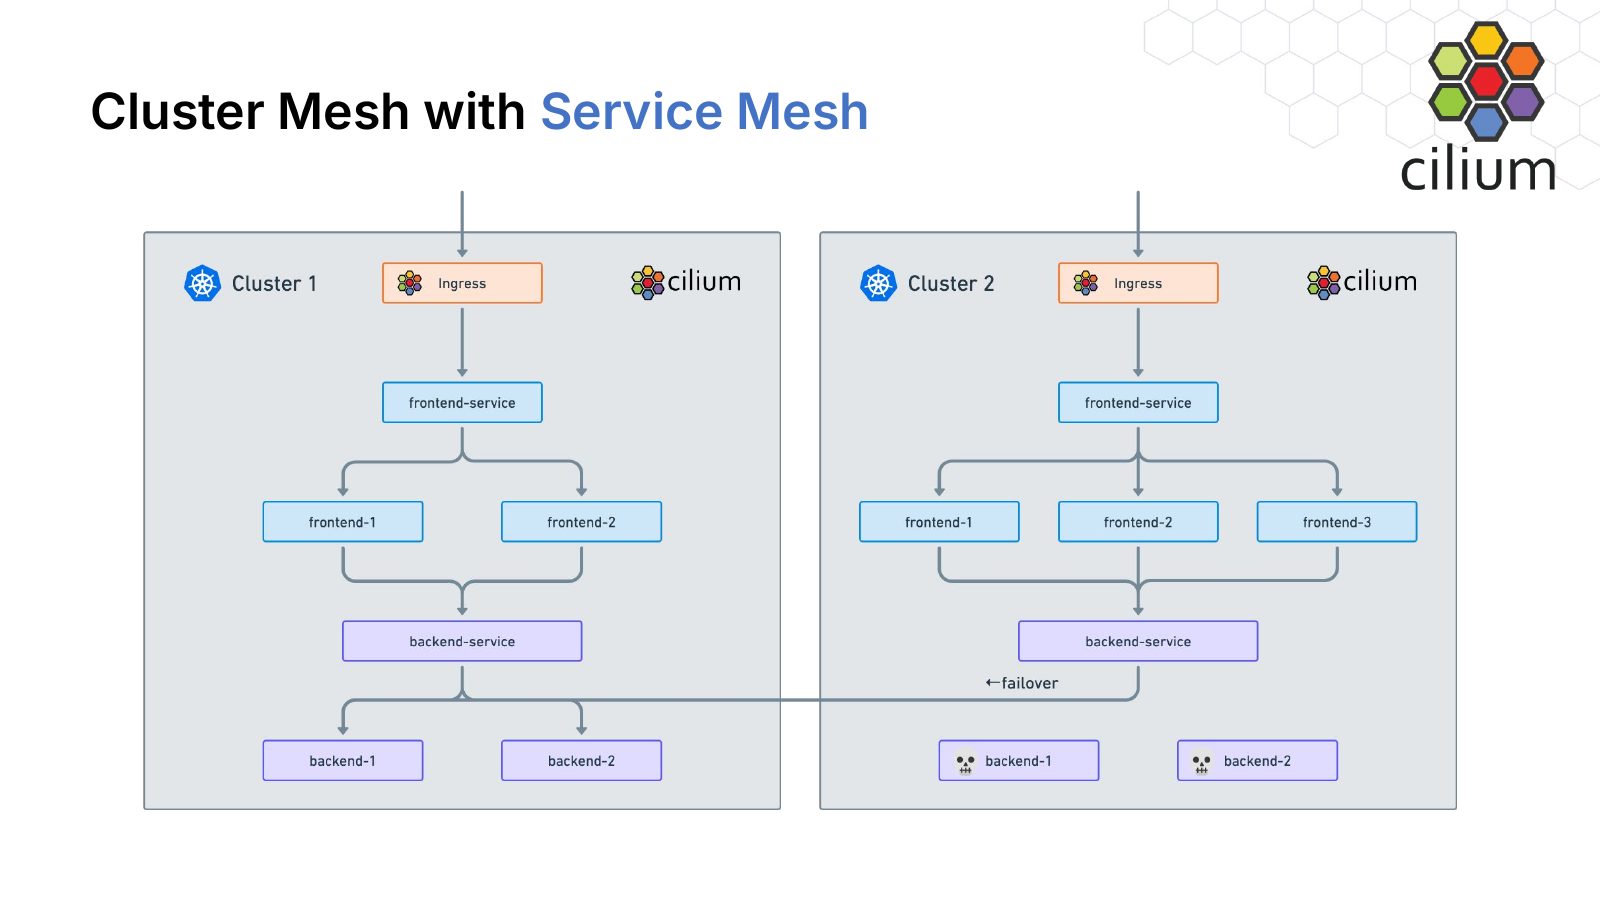 Cluster Mesh with Service Mesh
cilium
Cluster 1
Ingress
cilium
frontend-service
frontend-1
frontend-2
backend-service
backend-1
backend-2
Cluster 2
Ingress
cilium
frontend-service
frontend-1
frontend-2
frontend-3
backend-service
←failover
backend-1
backend-2